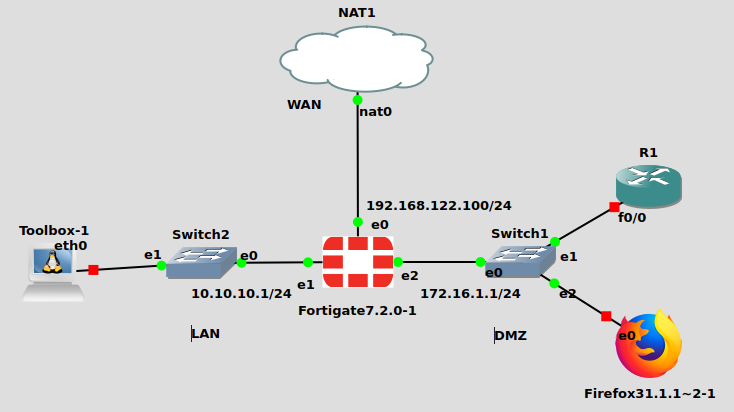 NAT1
WAN
nat0
R1
192.168.122.100/24
f0/0
Toolbox-1
eth0
Switch2
e0
Switch1
e1
e0
e1
e1
e2
e0
10.10.10.1/24
172.16.1.1/24
e2
Fortigate7.2.0-1
LAN
DMZ
e0
Firefox31.1.1~2-1